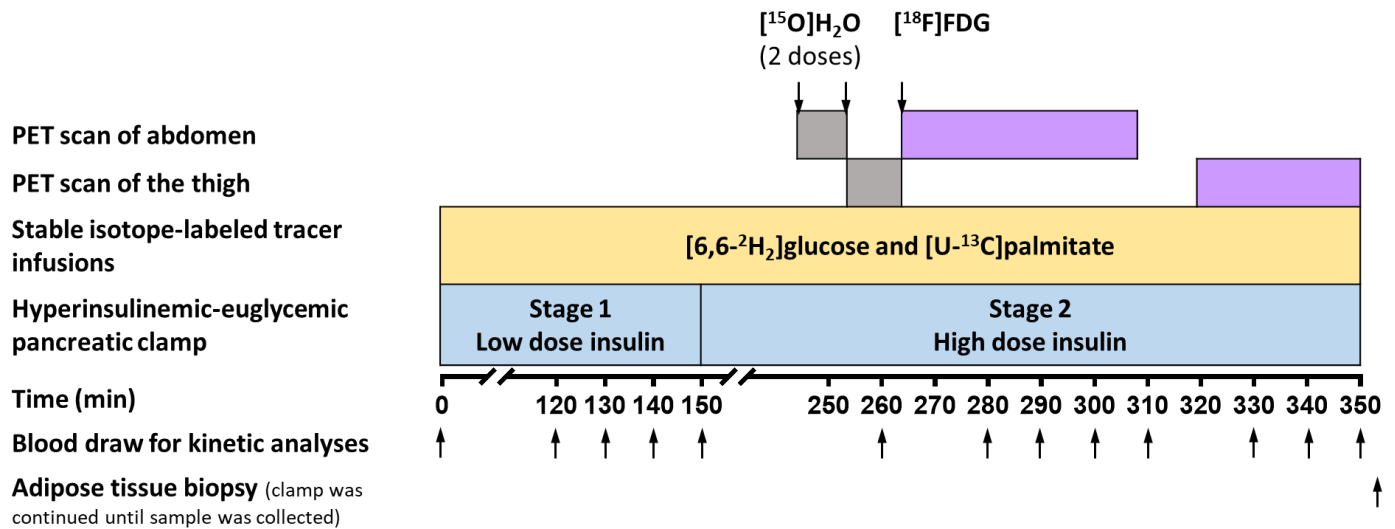 [¹⁵O]H₂O [¹⁸F]FDG
(2 doses)
PET scan of abdomen
PET scan of the thigh
Stable isotope-labeled tracer
infusions
[6,6-²H₂]glucose and [U-¹³C]palmitate
Hyperinsulinemic-euglycemic
pancreatic clamp
Stage 1
Low dose insulin
Stage 2
High dose insulin
Time (min)
0 120 130 140 150 250 260 270 280 290 300 310 320 330 340 350
Blood draw for kinetic analyses
Adipose tissue biopsy (clamp was
continued until sample was collected)